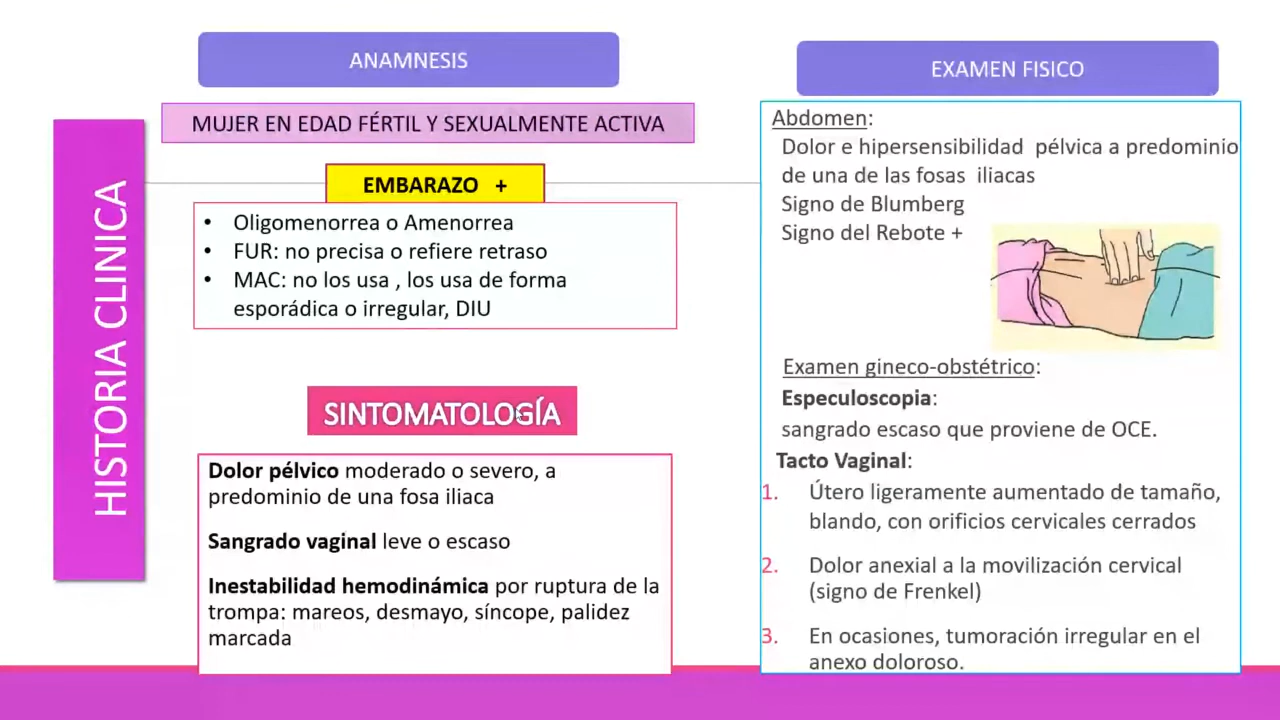 HISTORIA CLINICA
ANAMNESIS
MUJER EN EDAD FÉRTIL Y SEXUALMENTE ACTIVA
EMBARAZO +
• Oligomenorrea o Amenorrea
• FUR: no precisa o refiere retraso
• MAC: no los usa , los usa de forma
esporádica o irregular, DIU
SINTOMATOLOGÍA
Dolor pélvico moderado o severo, a
predominio de una fosa iliaca
Sangrado vaginal leve o escaso
Inestabilidad hemodinámica por ruptura de la
trompa: mareos, desmayo, síncope, palidez
marcada
EXAMEN FISICO
Abdomen:
Dolor e hipersensibilidad pélvica a predominio
de una de las fosas iliacas
Signo de Blumberg
Signo del Rebote +
Examen gineco-obstétrico:
Especuloscopia:
sangrado escaso que proviene de OCE.
Tacto Vaginal:
1. Útero ligeramente aumentado de tamaño,
blando, con orificios cervicales cerrados
2. Dolor anexial a la movilización cervical
(signo de Frenkel)
3. En ocasiones, tumoración irregular en el
anexo doloroso.